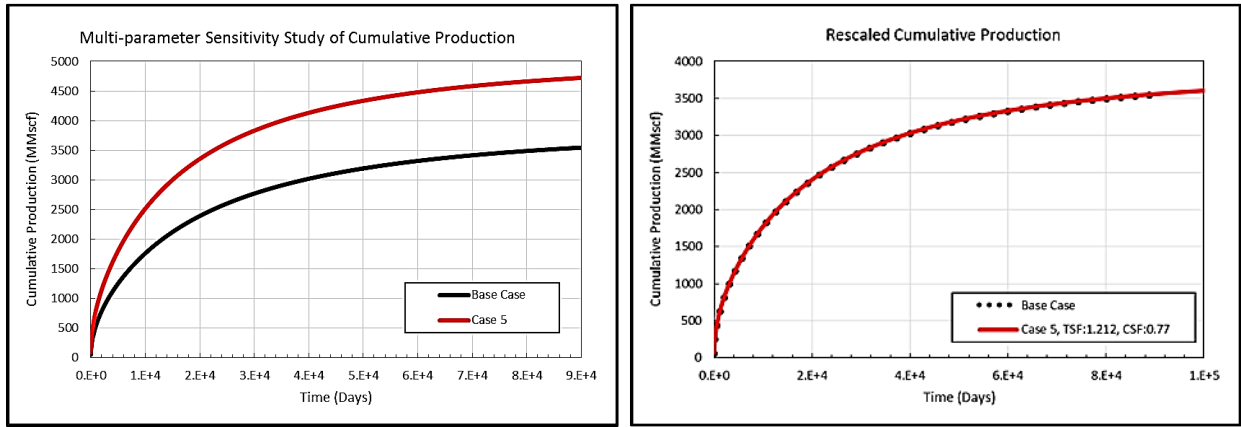 Multi-parameter Sensitivity Study of Cumulative Production
Cumulative Production (MMscf)
5000
4500
4000
3500
3000
2500
2000
1500
1000
500
0
Base Case
Case 5
0.E+0 1.E+4 2.E+4 3.E+4 4.E+4 5.E+4 6.E+4 7.E+4 8.E+4 9.E+4
Time (Days)
Rescaled Cumulative Production
Cumulative Production (MMscf)
4000
3500
3000
2500
2000
1500
1000
500
0
Base Case
Case 5, TSF:1.212, CSF:0.77
0.E+0 2.E+4 4.E+4 6.E+4 8.E+4 1.E+5
Time (Days)